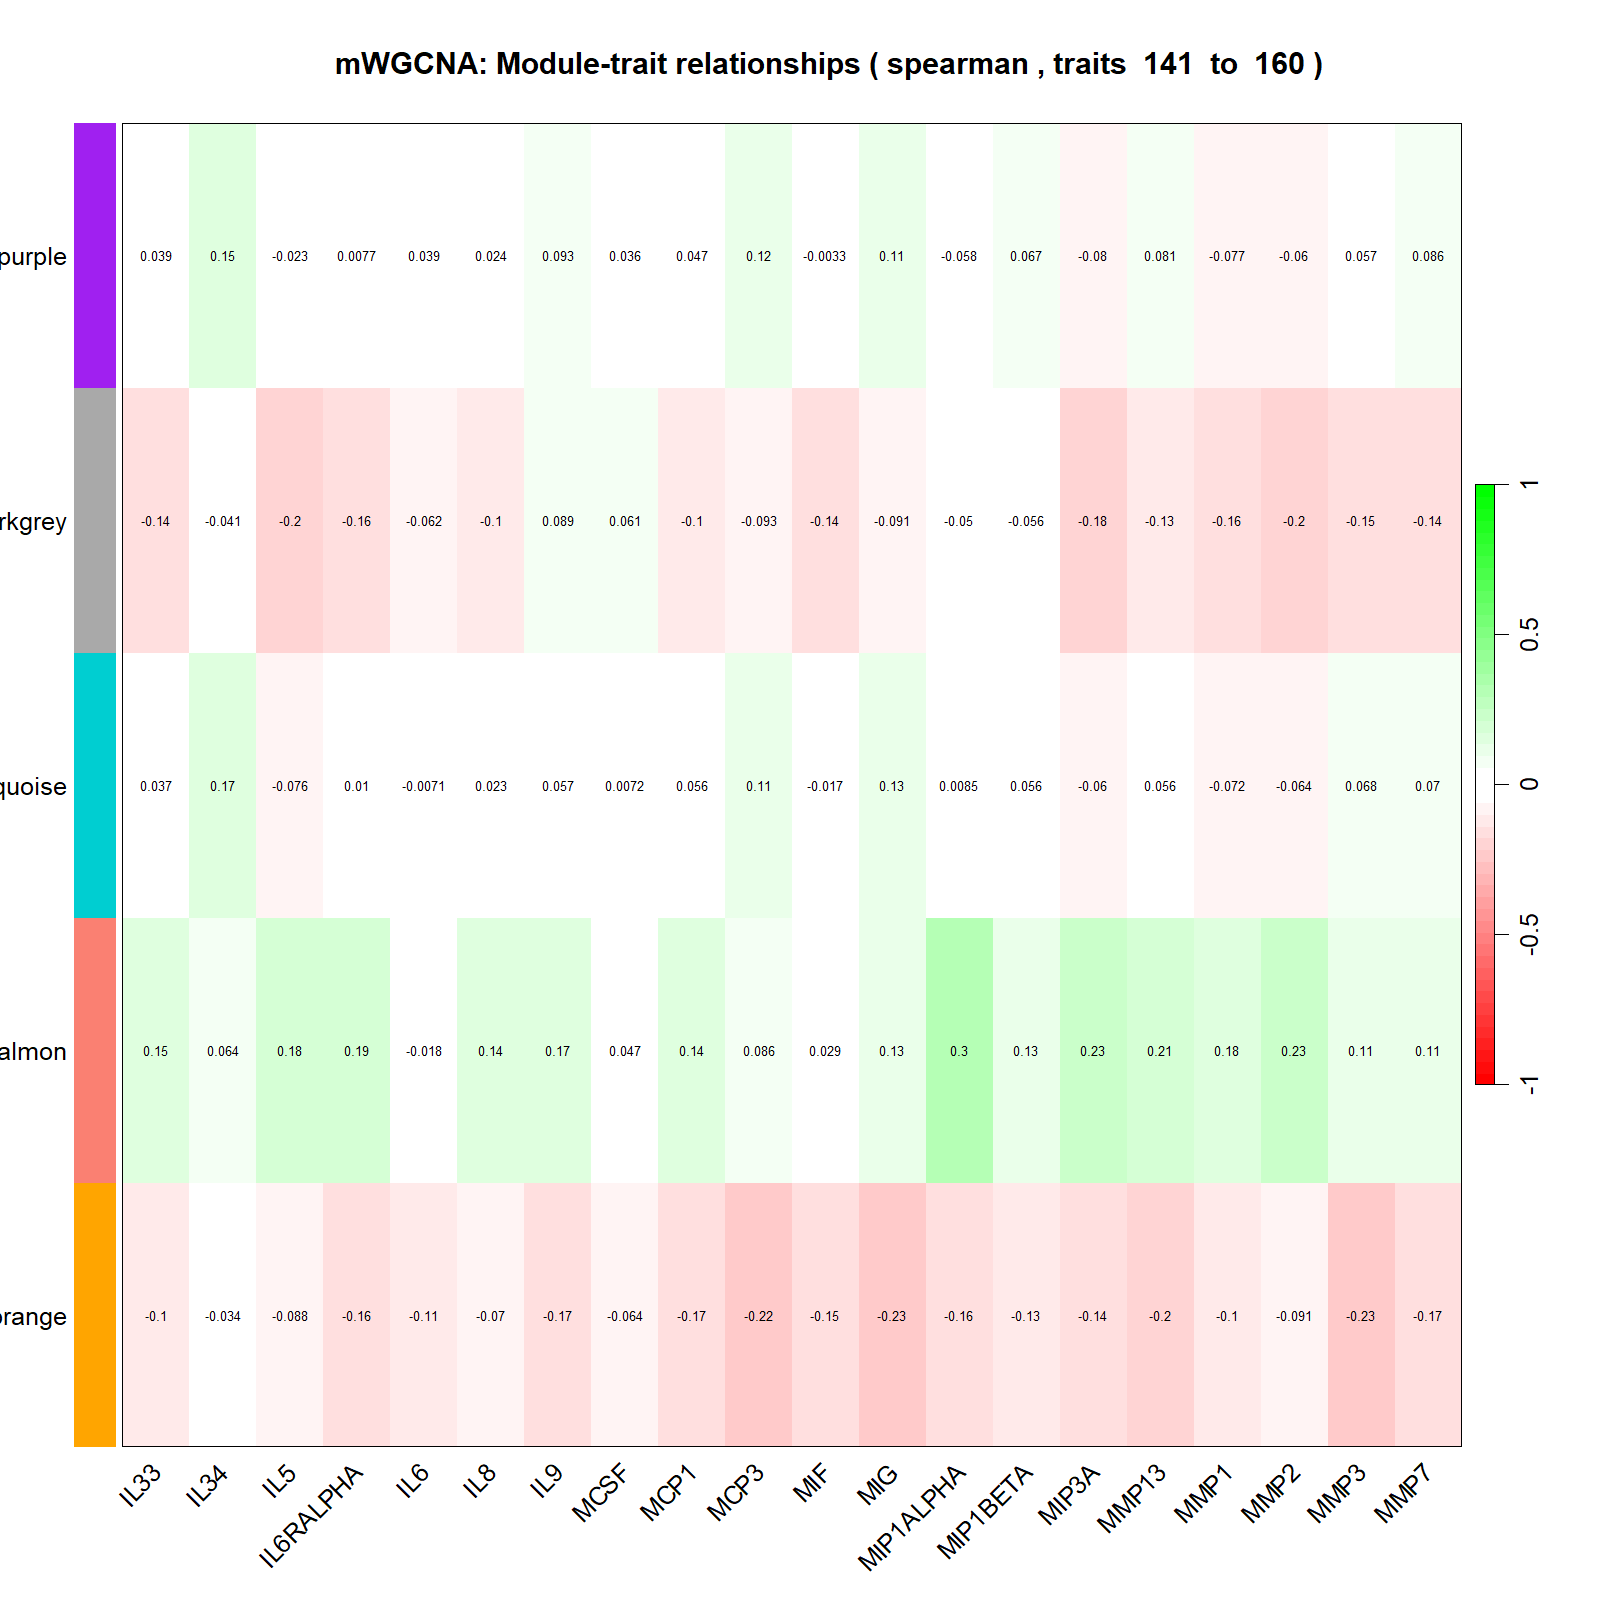 mWGCNA: Module-trait relationships ( spearman , traits 141 to 160 )
purple 0.039 0.15 -0.023 0.0077 0.039 0.024 0.093 0.036 0.047 0.12 -0.0033 0.11 -0.058 0.067 -0.08 0.081 -0.077 -0.06 0.057 0.086
rkgrey -0.14 -0.041 -0.2 -0.16 -0.062 -0.1 0.089 0.061 -0.1 -0.093 -0.14 -0.091 -0.05 -0.056 -0.18 -0.13 -0.16 -0.2 -0.15 -0.14
quoise 0.037 0.17 -0.076 0.01 -0.0071 0.023 0.057 0.0072 0.056 0.11 -0.017 0.13 0.0085 0.056 -0.06 0.056 -0.072 -0.064 0.068 0.07
almon 0.15 0.064 0.18 0.19 -0.018 0.14 0.17 0.047 0.14 0.086 0.029 0.13 0.3 0.13 0.23 0.21 0.18 0.23 0.11 0.11
orange -0.1 -0.034 -0.088 -0.16 -0.11 -0.07 -0.17 -0.064 -0.17 -0.22 -0.15 -0.23 -0.16 -0.13 -0.14 -0.2 -0.1 -0.091 -0.23 -0.17
IL33 IL34 IL5 IL6RALPHA IL6 IL8 IL9 MCSF MCP1 MCP3 MIF MIG MIP1ALPHA MIP1BETA MIP3A MMP13 MMP1 MMP2 MMP3 MMP7
1
0.5
0
-0.5
-1